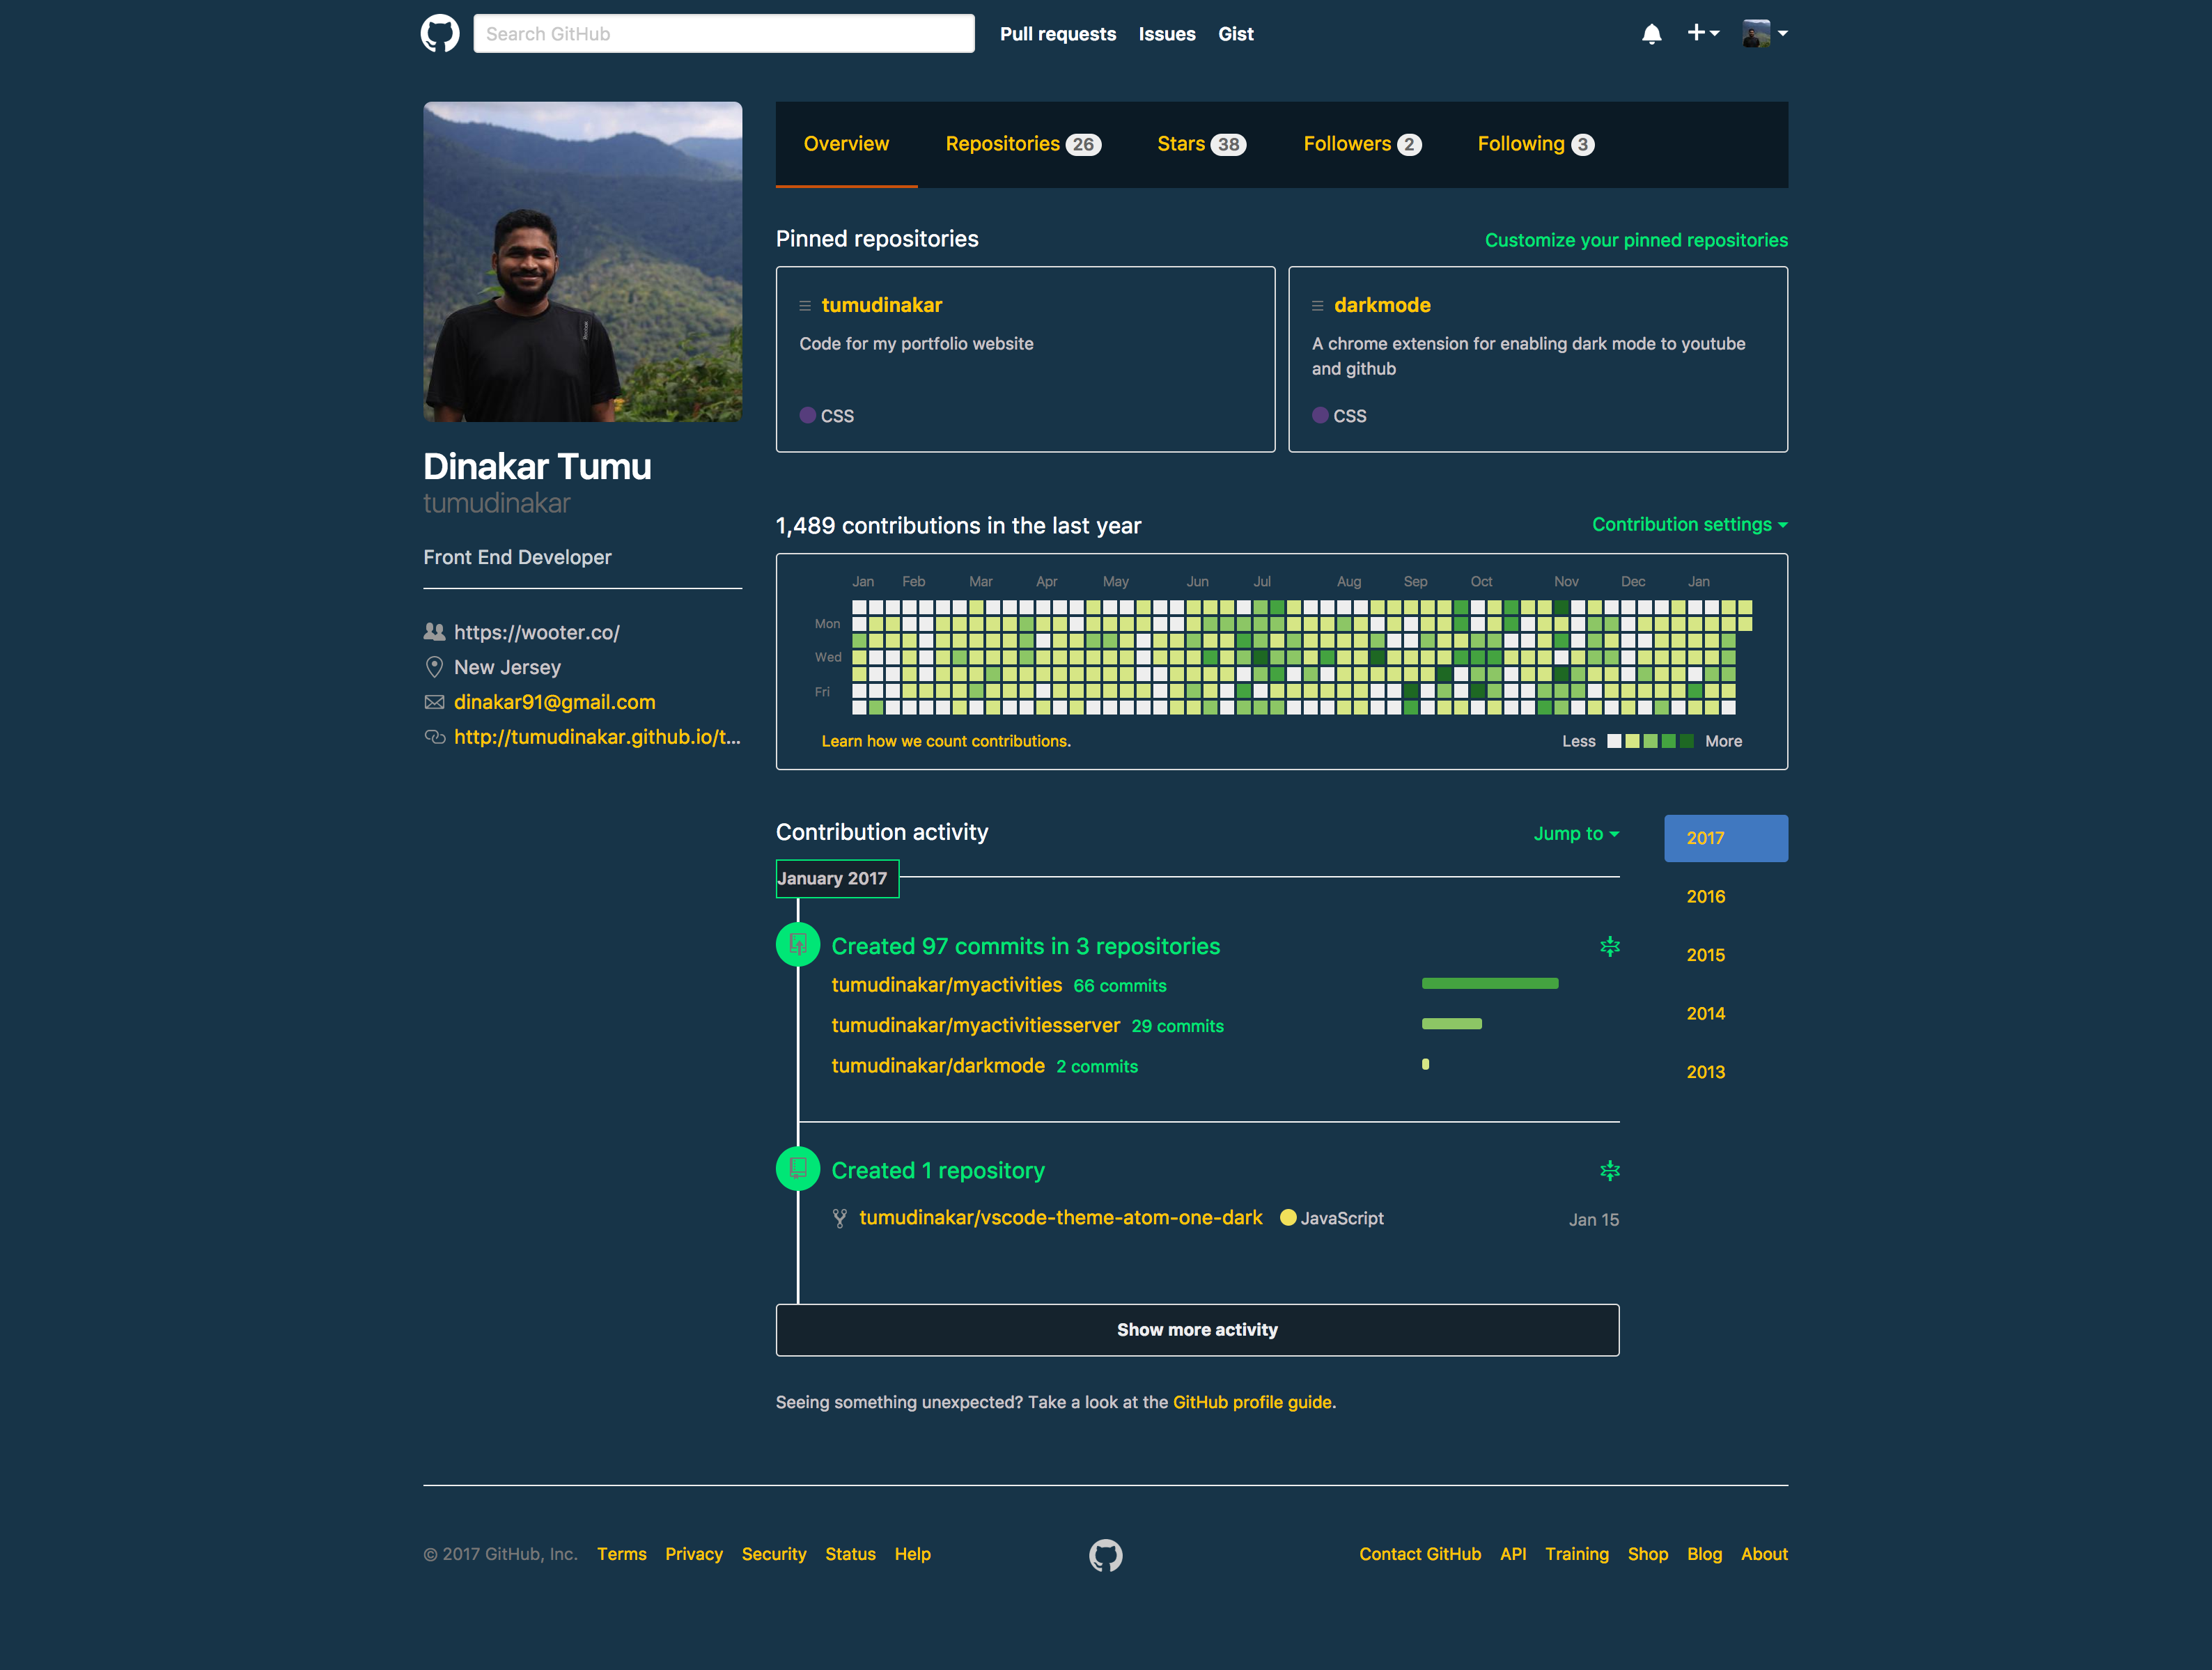 Search GitHub
Pull requests
Issues
Gist
Overview
Repositories 26
Stars 38
Followers 2
Following 3
Dinakar Tumu
tumudinakar
Front End Developer
https://wooter.co/
New Jersey
dinakar91@gmail.com
http://tumudinakar.github.io/t...
Pinned repositories
Customize your pinned repositories
tumudinakar
Code for my portfolio website
CSS
darkmode
A chrome extension for enabling dark mode to youtube
and github
CSS
1,489 contributions in the last year
Contribution settings
Jan Feb Mar Apr May Jun Jul Aug Sep Oct Nov Dec Jan
Mon
Wed
Fri
Learn how we count contributions.
Less
More
Contribution activity
Jump to
2017
2016
2015
2014
2013
January 2017
Created 97 commits in 3 repositories
tumudinakar/myactivities 66 commits
tumudinakar/myactivitiesserver 29 commits
tumudinakar/darkmode 2 commits
Created 1 repository
tumudinakar/vscode-theme-atom-one-dark JavaScript Jan 15
Show more activity
Seeing something unexpected? Take a look at the GitHub profile guide.
© 2017 GitHub, Inc. Terms Privacy Security Status Help
Contact GitHub API Training Shop Blog About